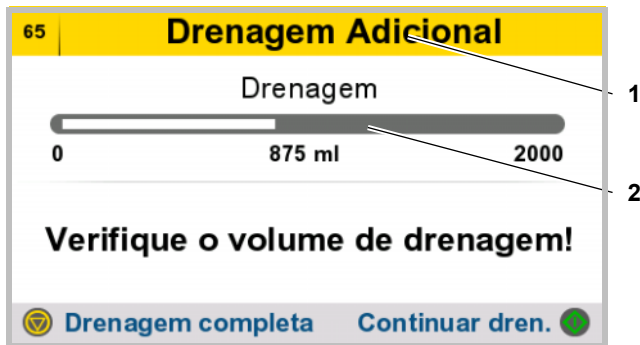 65 Drenagem Adicional
1
Drenagem
0 875 ml 2000
2
Verifique o volume de drenagem!
Drenagem completa Continuar dren.